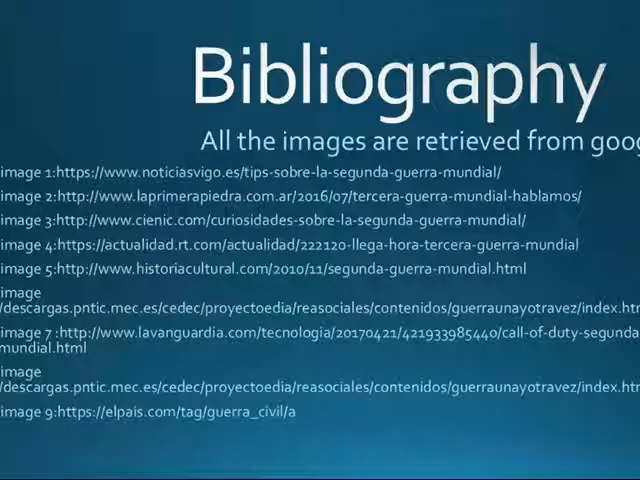 Bibliography
All the images are retrieved from
image 1:https://www.noticiasvigo.es/tips-sobre-la-segunda-guerra-mundial/
image 2:http://www.laprimerapiedra.com.ar/2016/07/tercera-guerra-mundial-hablamos/
image 3:http://www.cienic.com/curiosidades-sobre-la-segunda-guerra-mundial/
image 4:https://actualidad.rt.com/actualidad/222120-llega-hora-tercera-guerra-mundial
image 5:http://www.historiacultural.com/2010/11/segunda-guerra-mundial.html
image
/descargas.pntic.mec.es/cedec/proyectoedia/reasociales/contenidos/guerraunayotravez/index.htm
image 7 :http://www.lavanguardia.com/tecnologia/20170421/421933985440/call-of-duty-segunda
mundial.html
image
/descargas.pntic.mec.es/cedec/proyectoedia/reasociales/contenidos/guerraunayotravez/index.htm
image 9:https://elpais.com/tag/guerra_civil/a